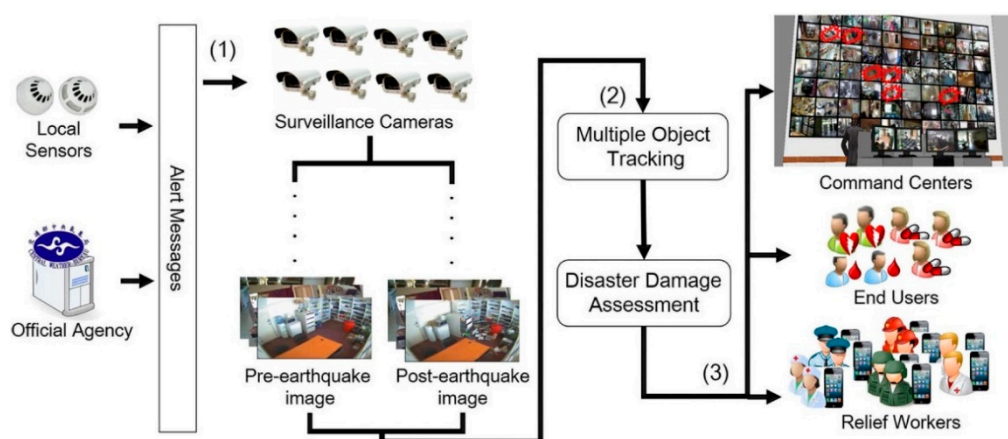 (1)
Local
Sensors
Official Agency
Alert Messages
Surveillance Cameras
Pre-earthquake
image
Post-earthquake
image
(2)
Multiple Object
Tracking
Disaster Damage
Assessment
(3)
Command Centers
End Users
Relief Workers